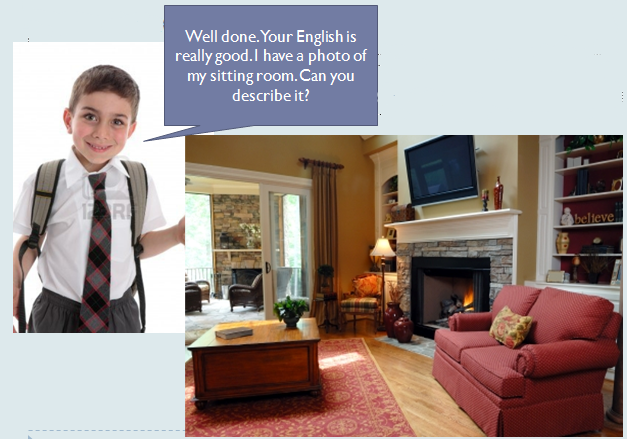 Well done. Your English is
really good. I have a photo of
my sitting room. Can you
describe it?
believe